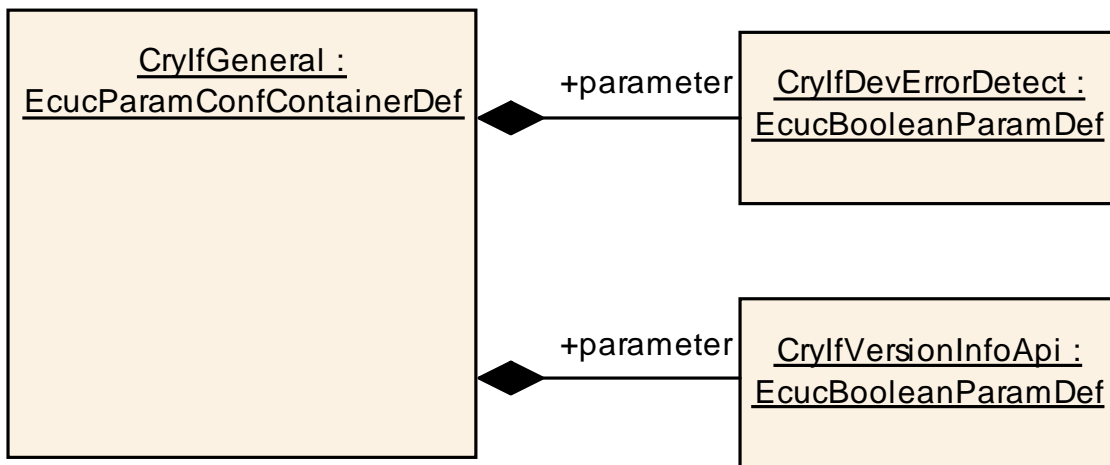 CryIfGeneral :
EcucParamConfContainerDef
+parameter
CryIfDevErrorDetect :
EcucBooleanParamDef
+parameter
CryIfVersionInfoApi :
EcucBooleanParamDef